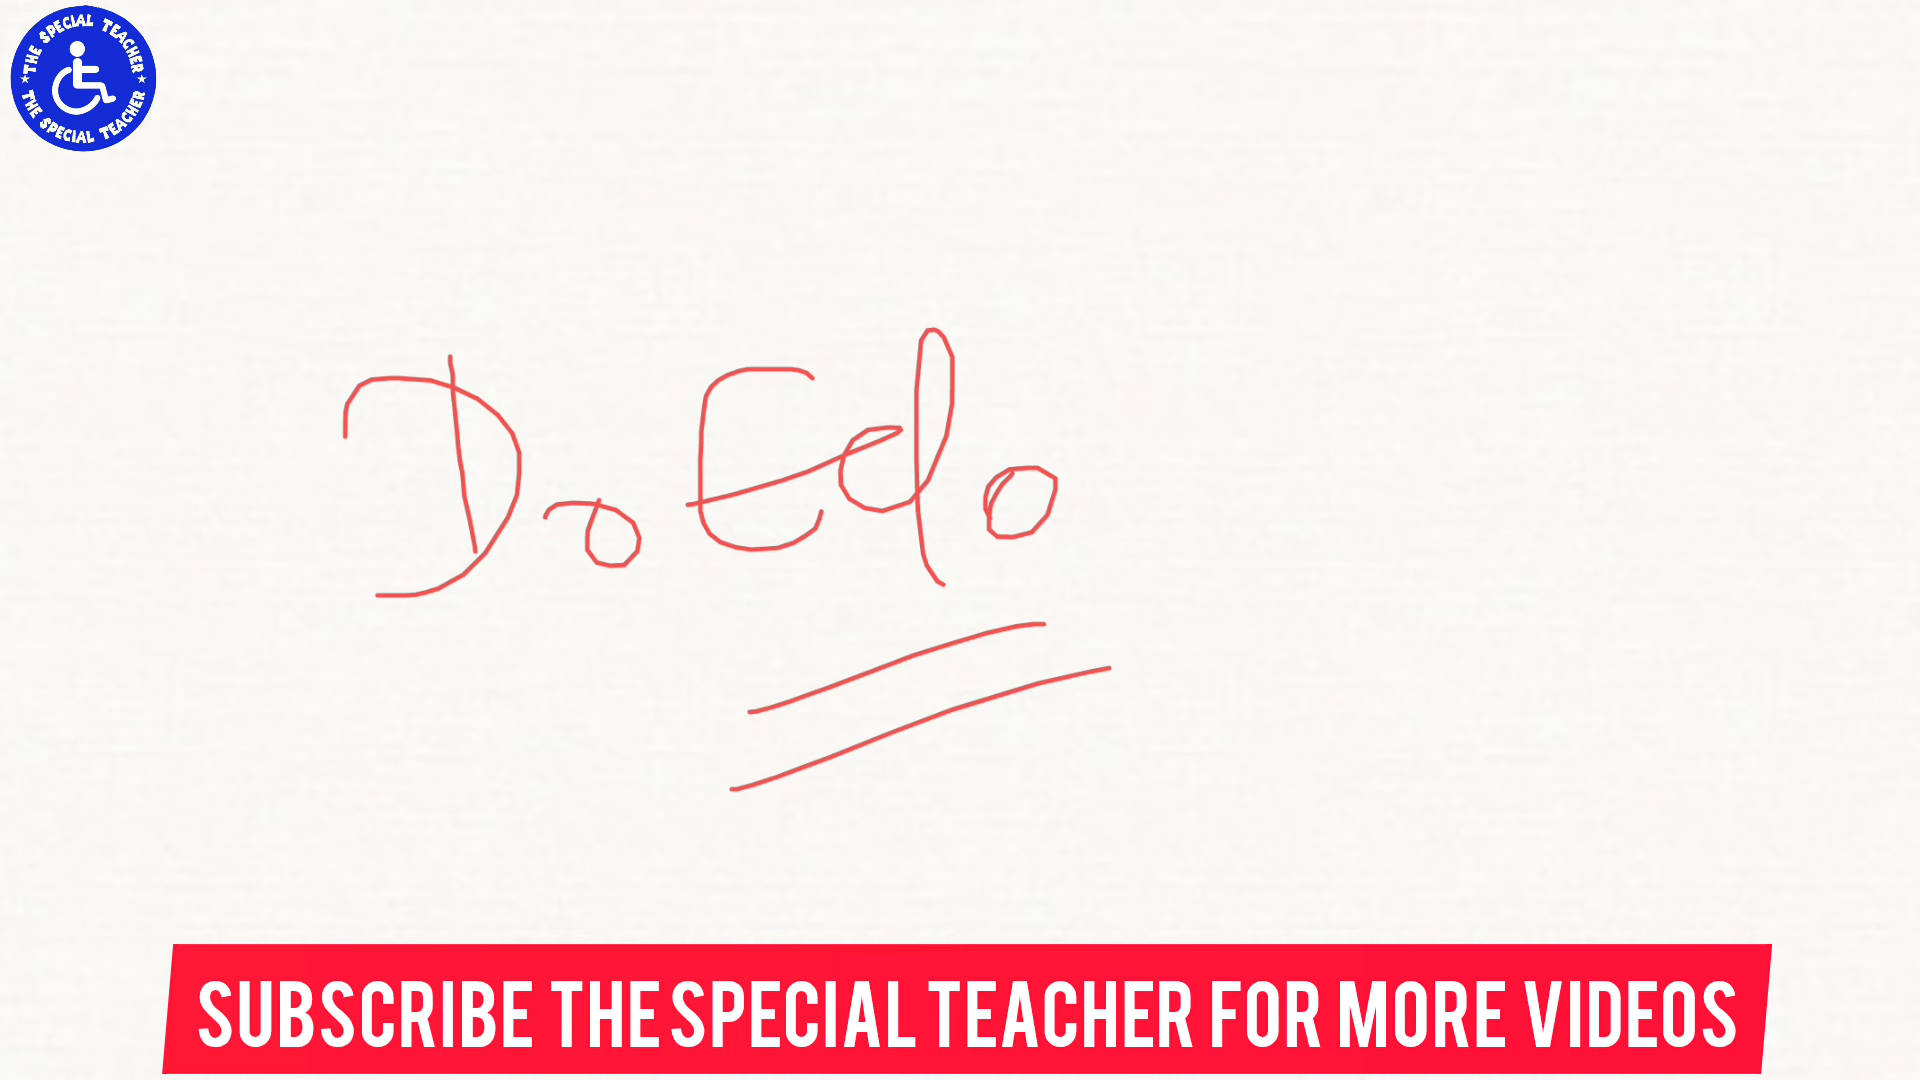 THE SPECIAL TEACHER
THE SPECIAL TEACHER
Do Edo
SUBSCRIBE THE SPECIAL TEACHER FOR MORE VIDEOS